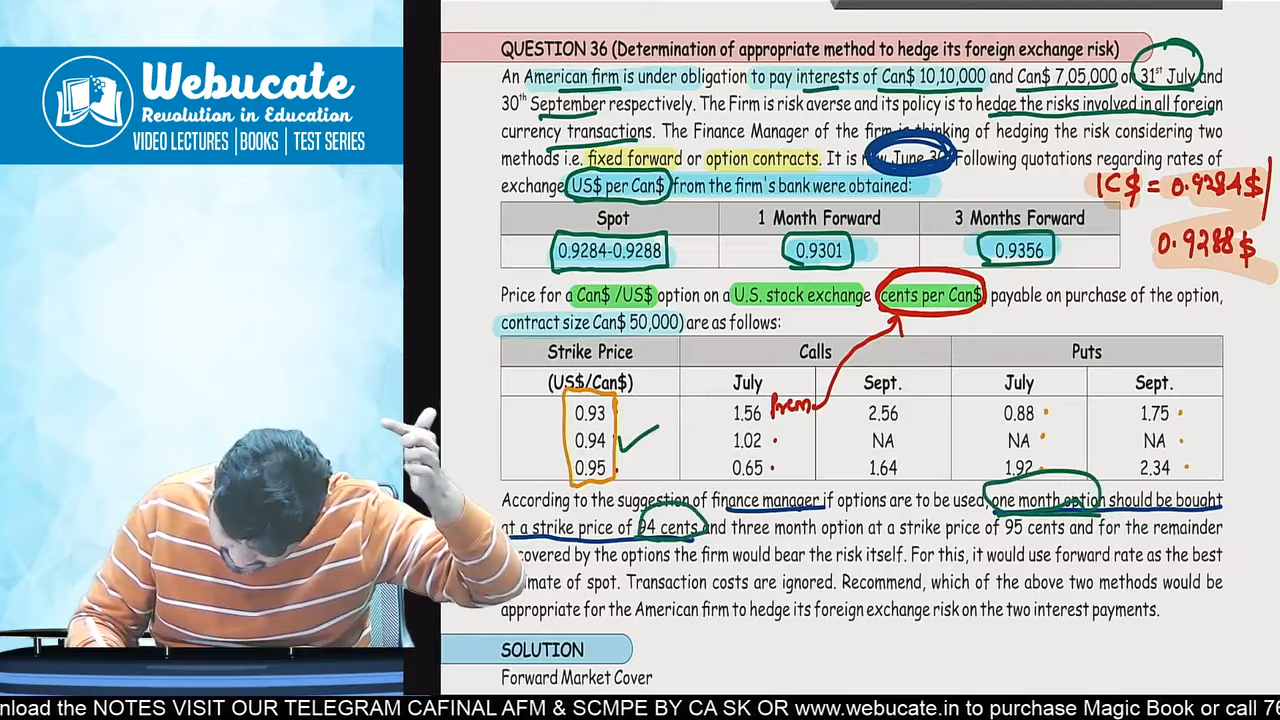 Webucate
Revolution in Education
VIDEO LECTURES | BOOKS | TEST SERIES
QUESTION 36 (Determination of appropriate method to hedge its foreign exchange risk)
An American firm is under obligation to pay interests of Can$ 10,10,000 and Can$ 7,05,000 on 31st July and
30th September respectively. The Firm is risk averse and its policy is to hedge the risks involved in all foreign
currency transactions. The Finance Manager of the firm is thinking of hedging the risk considering two
methods i.e. fixed forward or option contracts. It is June Following quotations regarding rates of
exchange US$ per Can$ from the firm's bank were obtained:
1C$ = 0.9284$ |
0.9288$
Spot 1 Month Forward 3 Months Forward
0.9284-0.9288 0.9301 0.9356
Price for a Can$ /US$ option on a U.S. stock exchange (cents per Can$, payable on purchase of the option,
contract size Can$ 50,000) are as follows:
Strike Price Calls Puts
(US$/Can$) July Sept. July Sept.
0.93 1.56 Prem 2.56 0.88 1.75
0.94 1.02 NA NA NA
0.95 0.65 1.64 1.92 2.34
According to the suggestion of finance manager if options are to be used, one month option should be bought
at a strike price of 94 cents and three month option at a strike price of 95 cents and for the remainder
covered by the options the firm would bear the risk itself. For this, it would use forward rate as the best
timate of spot. Transaction costs are ignored. Recommend, which of the above two methods would be
appropriate for the American firm to hedge its foreign exchange risk on the two interest payments.
SOLUTION
Forward Market Cover
nload the NOTES VISIT OUR TELEGRAM CAFINAL AFM & SCMPE BY CA SK OR www.webucate.in to purchase Magic Book or call 76